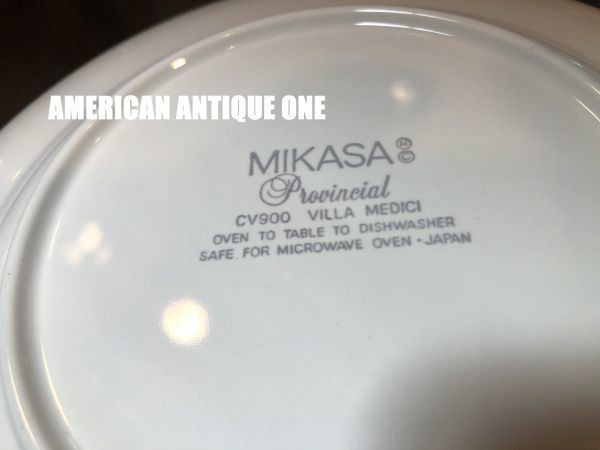 AMERICAN ANTIQUE ONE
MIKASA ®©
Provincial
CV900 VILLA MEDICI
OVEN TO TABLE TO DISHWASHER
SAFE. FOR MICROWAVE OVEN · JAPAN